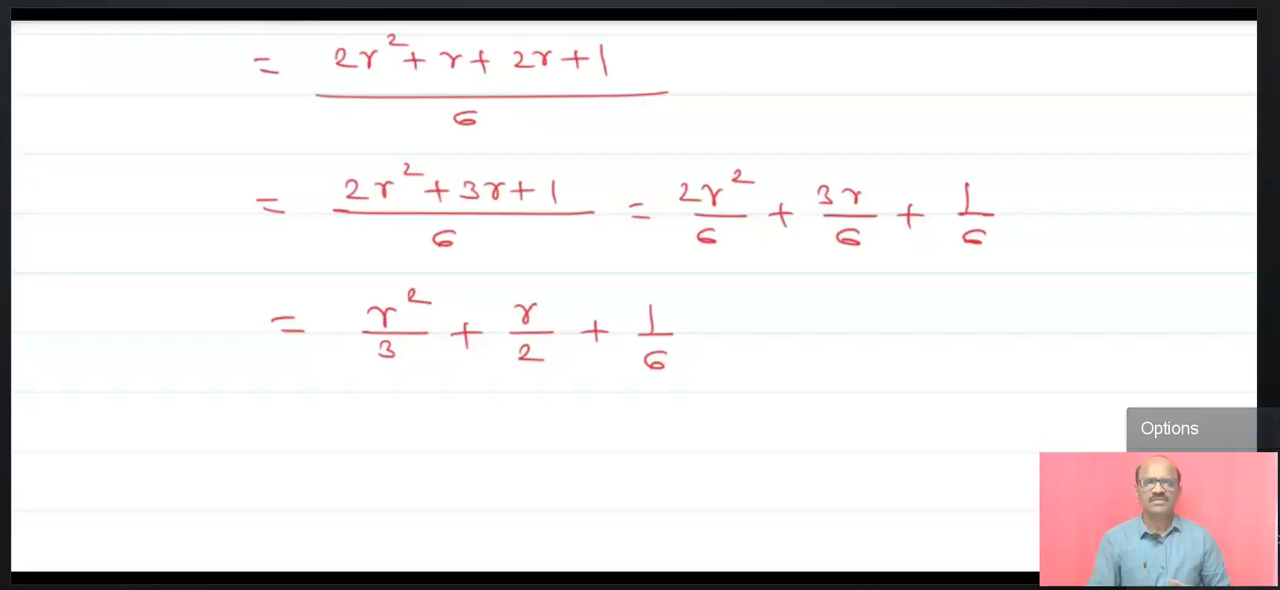 = (2r² + r + 2r + 1)/6
= (2r² + 3r + 1)/6 = 2r²/6 + 3r/6 + 1/6
= r²/3 + r/2 + 1/6
Options